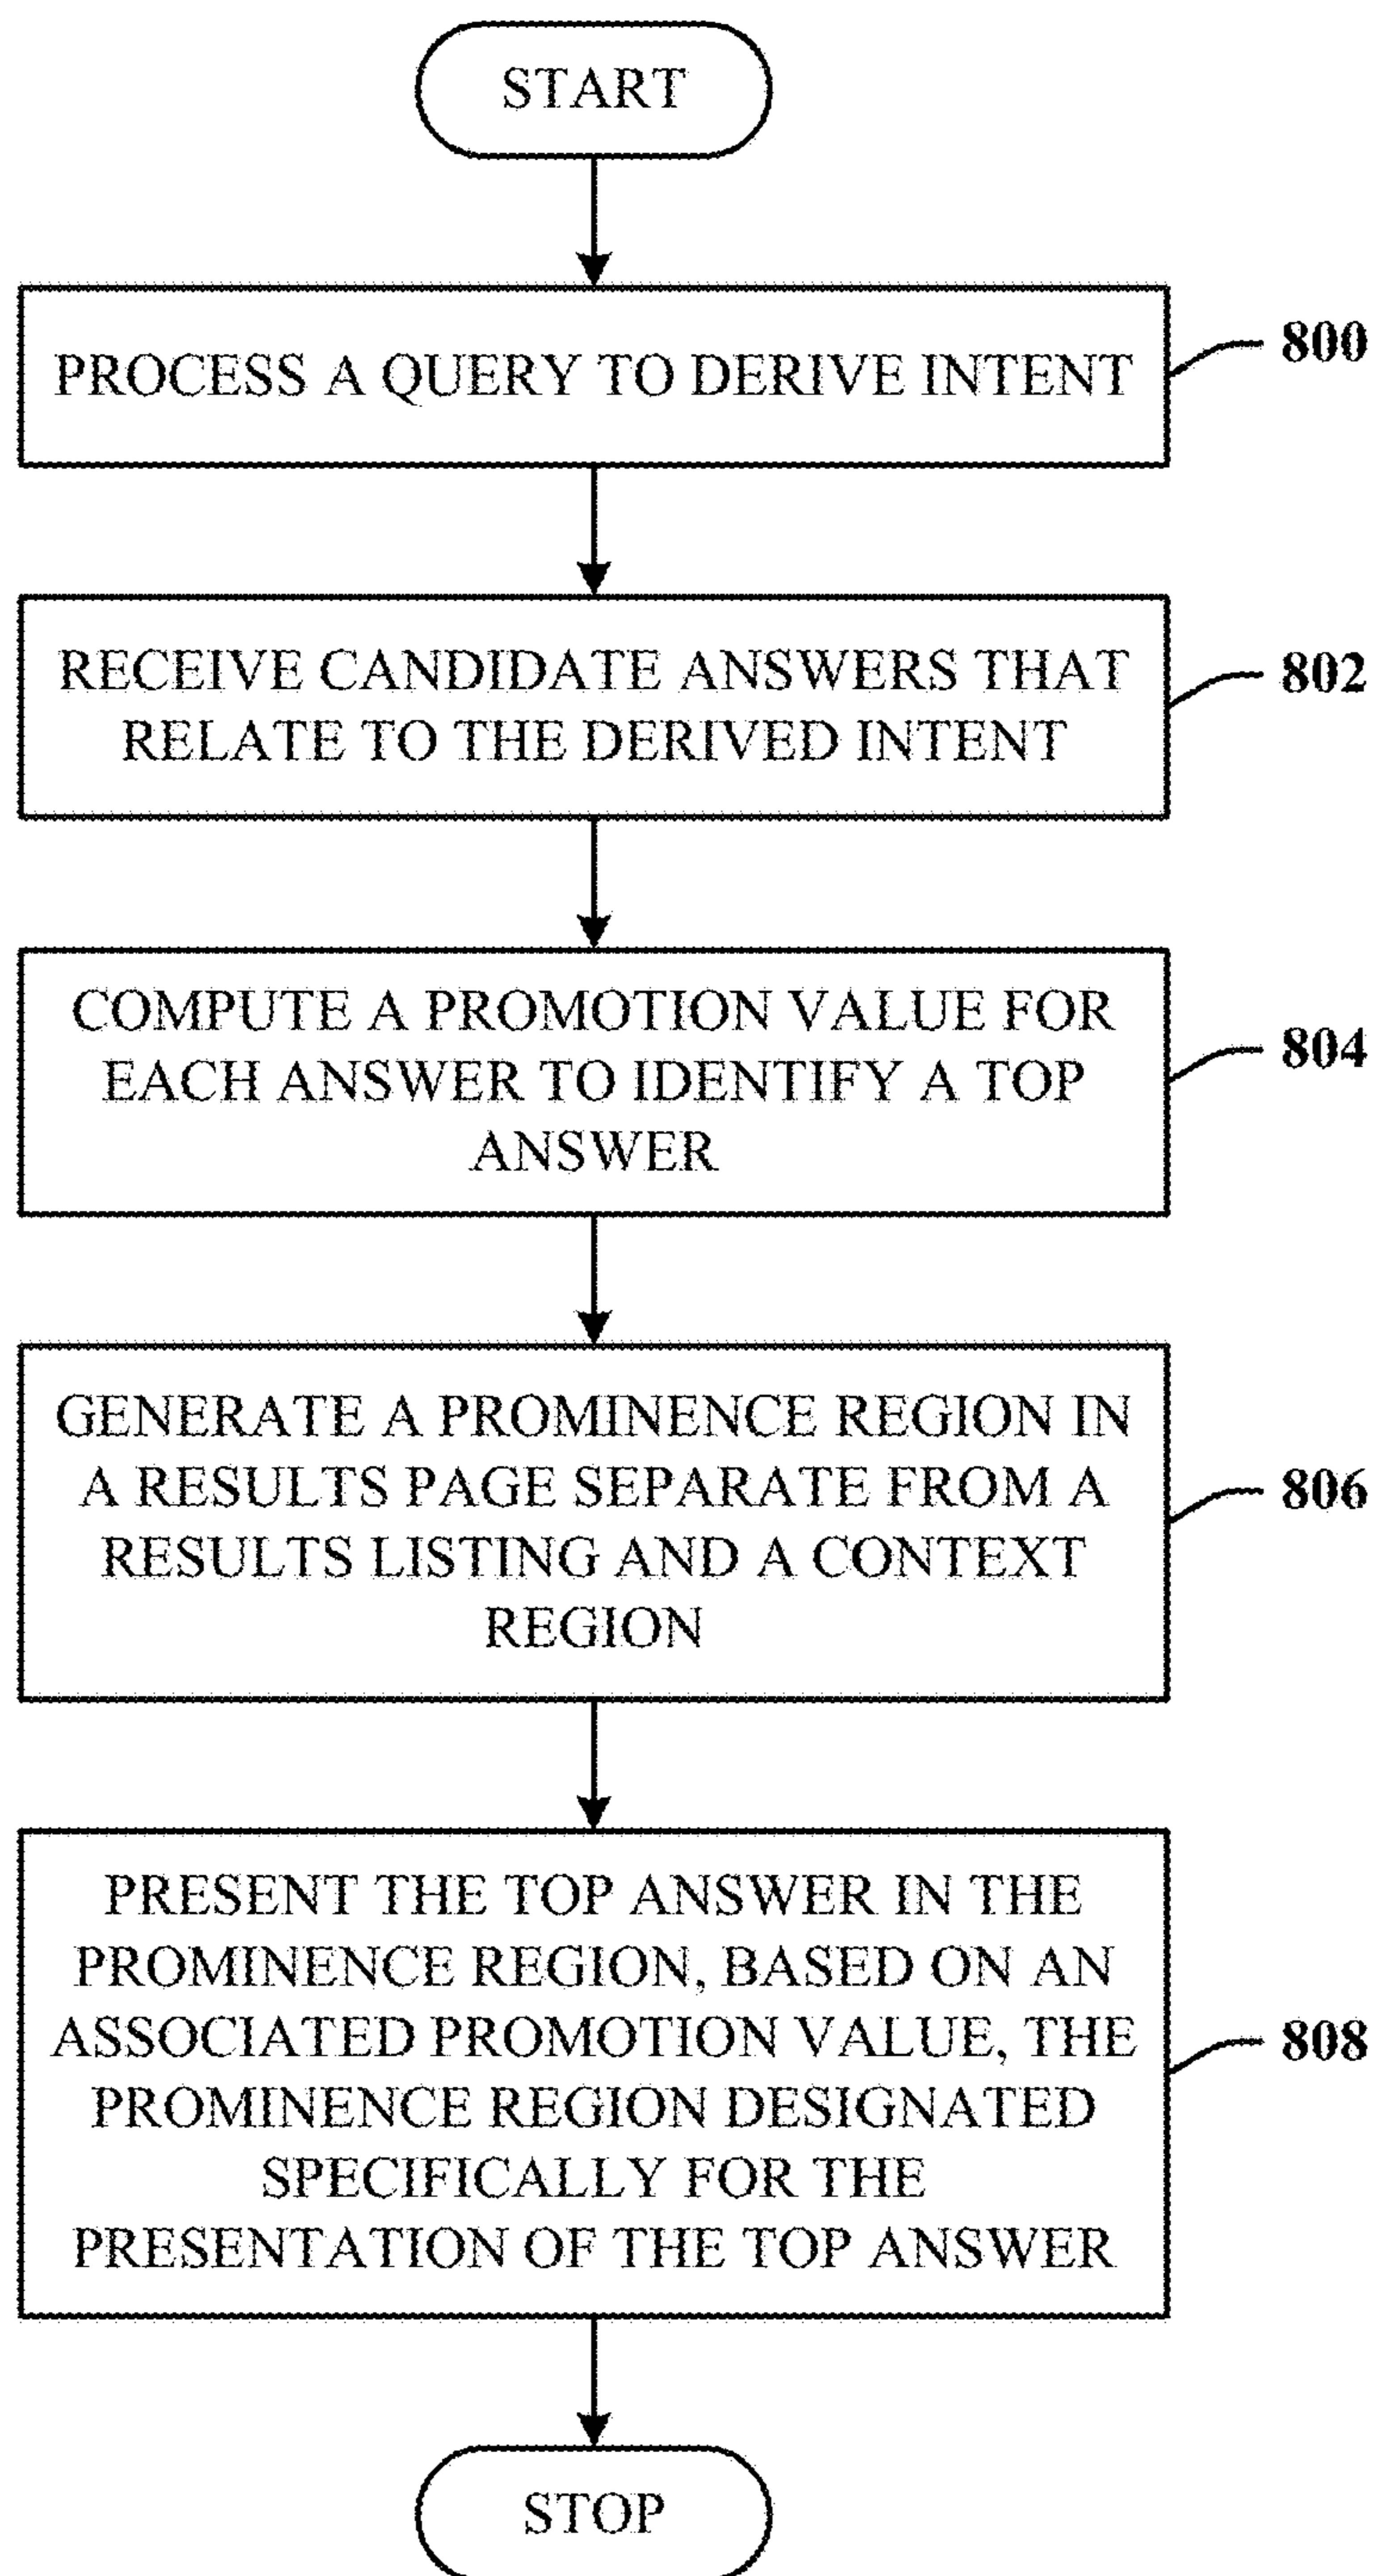 START
PROCESS A QUERY TO DERIVE INTENT
800
RECEIVE CANDIDATE ANSWERS THAT
RELATE TO THE DERIVED INTENT
802
COMPUTE A PROMOTION VALUE FOR
EACH ANSWER TO IDENTIFY A TOP
ANSWER
804
GENERATE A PROMINENCE REGION IN
A RESULTS PAGE SEPARATE FROM A
RESULTS LISTING AND A CONTEXT
REGION
806
PRESENT THE TOP ANSWER IN THE
PROMINENCE REGION, BASED ON AN
ASSOCIATED PROMOTION VALUE, THE
PROMINENCE REGION DESIGNATED
SPECIFICALLY FOR THE
PRESENTATION OF THE TOP ANSWER
808
STOP